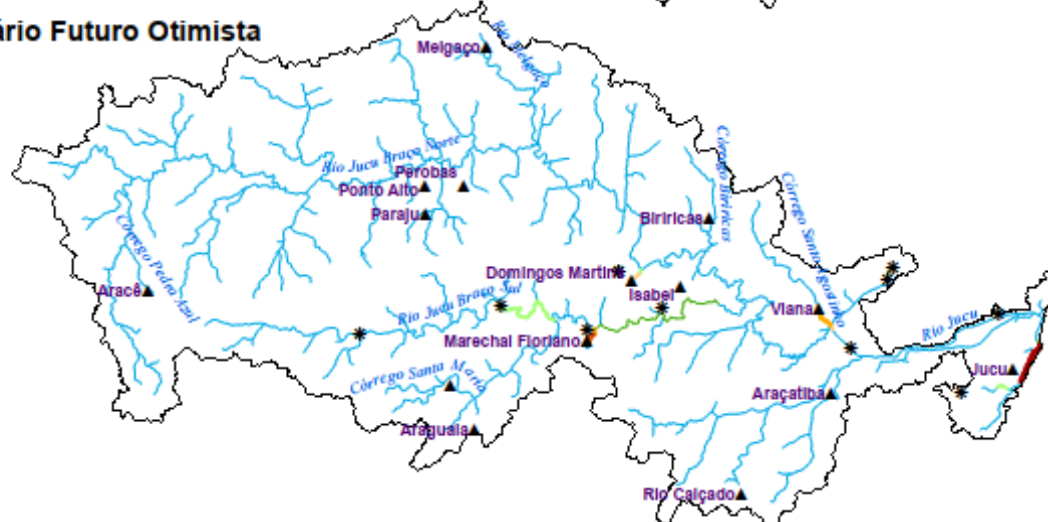 ário Futuro Otimista
Melgaço
Rio Melgaço
Rio Jucu Braço Norte
Perobas
Ponto Alto
Paraju
Córrego Biriricas
Biriricas
Córrego Santo Agostinho
Córrego Pedra Azul
Aracê
Domingos Martins
Isabel
Rio Jucu Braço Sul
Viana
Rio Jucu
Marechal Floriano
Córrego Santa Maria
Jucu
Araçatiba
Araguaia
Rio Calçado